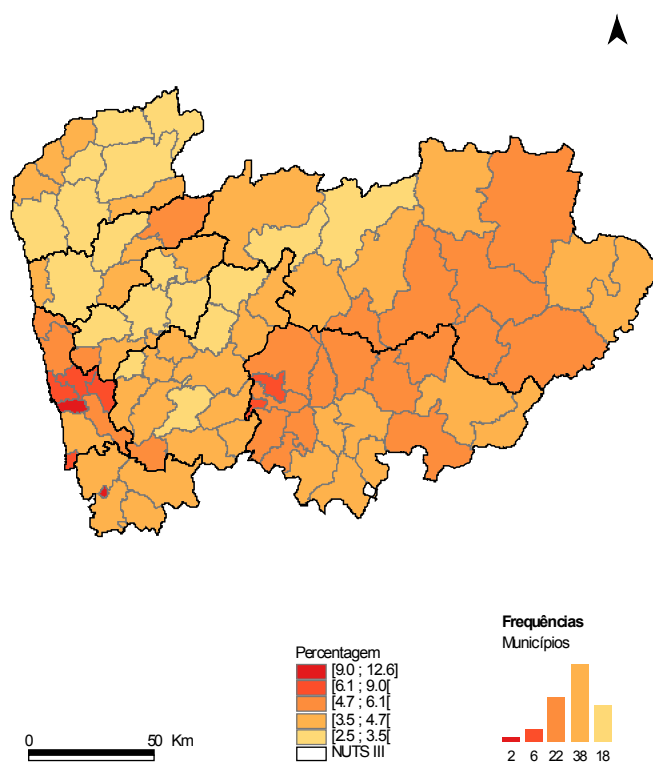 Frequências
Municípios
Percentagem
[9.0 ; 12.6]
[6.1 ; 9.0[
[4.7 ; 6.1[
[3.5 ; 4.7[
[2.5 ; 3.5[
NUTS III
0 50 Km
2 6 22 38 18